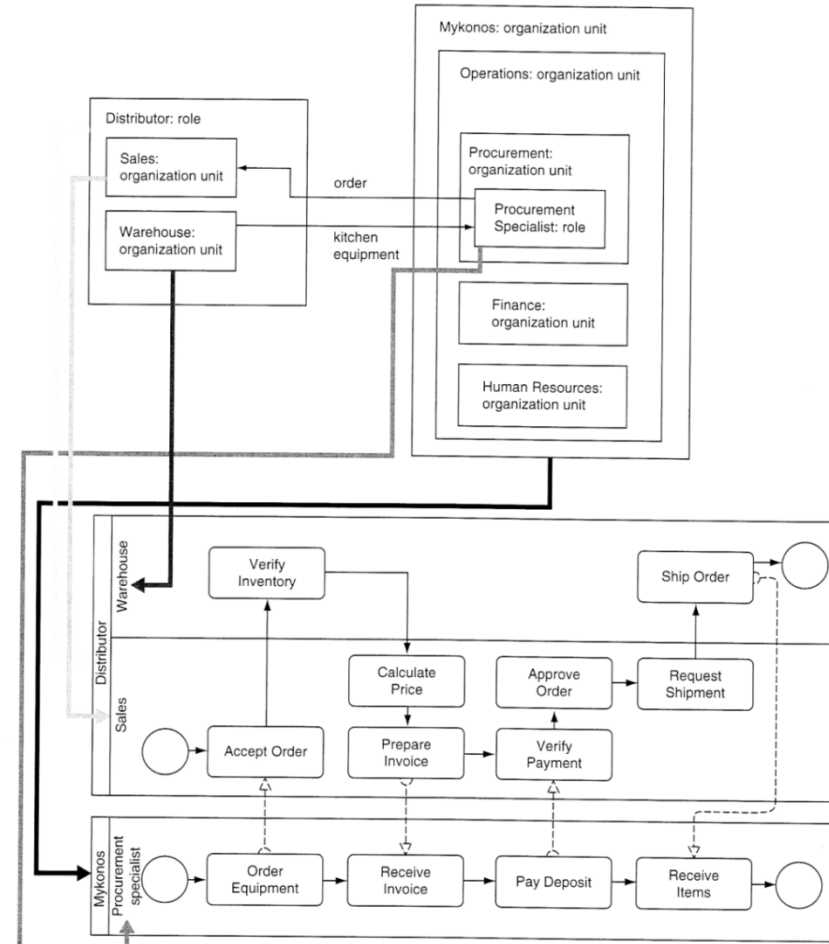 Mykonos: organization unit
Operations: organization unit
Distributor: role
Sales:
organization unit
Procurement:
organization unit
order
Procurement
Specialist: role
Warehouse:
organization unit
kitchen
equipment
Finance:
organization unit
Human Resources:
organization unit
Distributor
Warehouse
Verify
Inventory
Ship Order
Sales
Calculate
Price
Approve
Order
Request
Shipment
Accept Order
Prepare
Invoice
Verify
Payment
Mykonos
Procurement
specialist
Order
Equipment
Receive
Invoice
Pay Deposit
Receive
Items